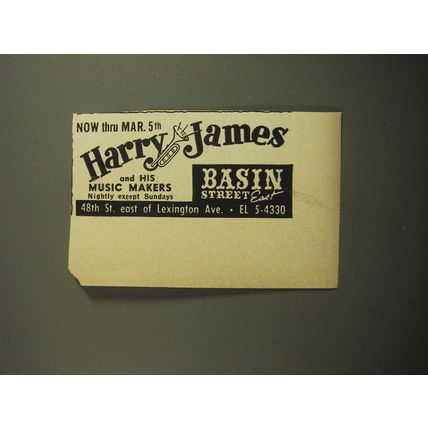 NOW thru MAR. 5th
Harry James
and HIS
MUSIC MAKERS
Nightly except Sundays
BASIN
STREET East
48th St. east of Lexington Ave. • EL 5-4330